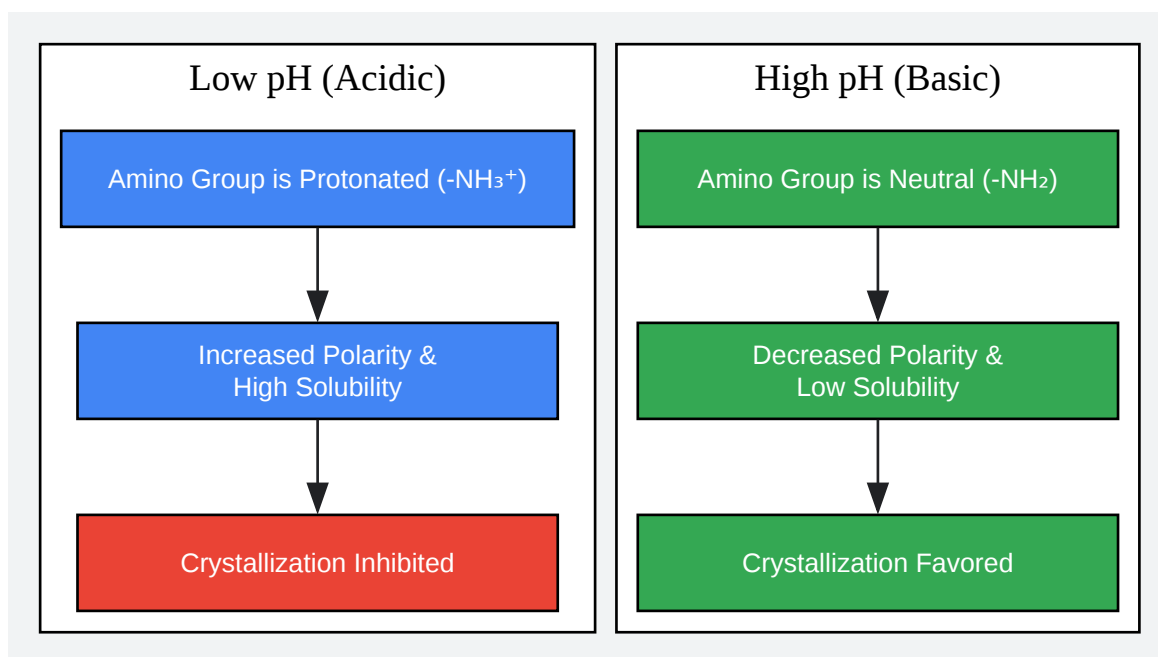 Low pH (Acidic)
Amino Group is Protonated (-NH₃⁺)
Increased Polarity &
High Solubility
Crystallization Inhibited
High pH (Basic)
Amino Group is Neutral (-NH₂)
Decreased Polarity &
Low Solubility
Crystallization Favored